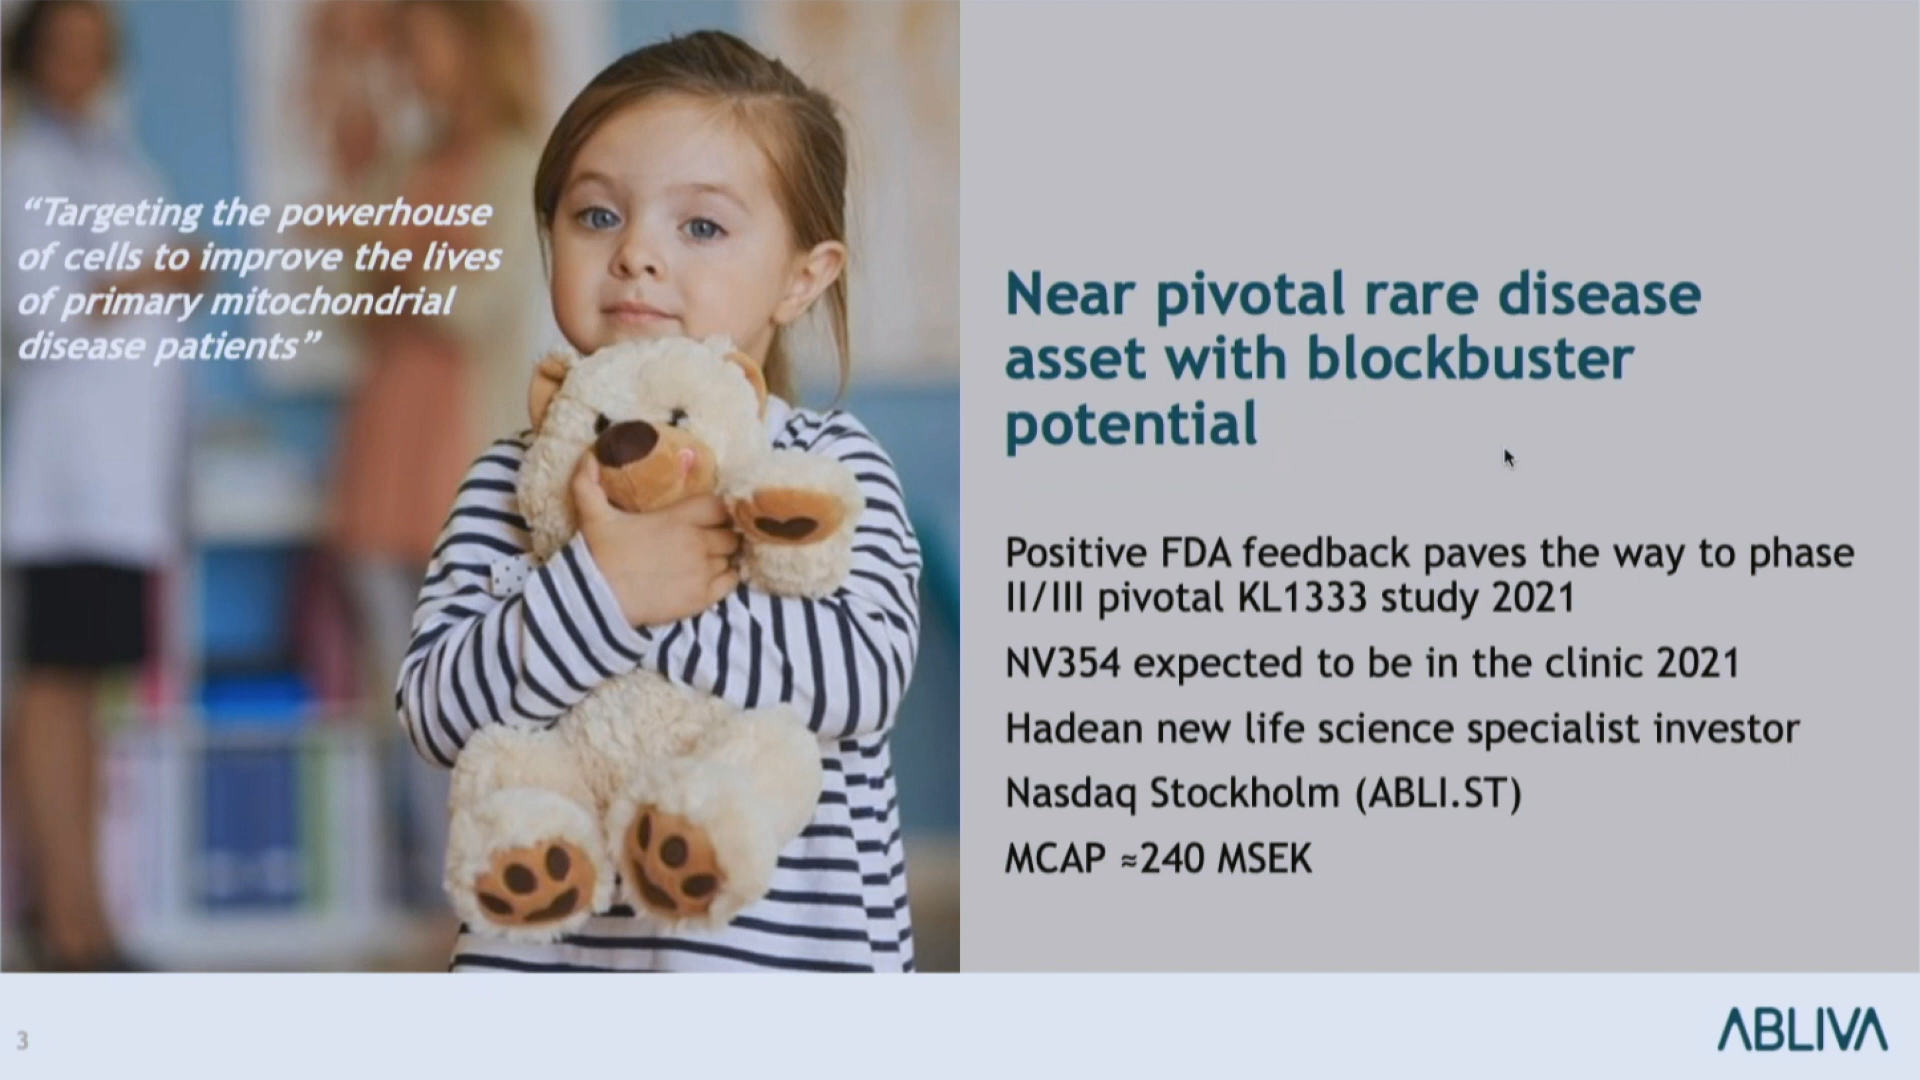 “Targeting the powerhouse
of cells to improve the lives
of primary mitochondrial
disease patients”
Near pivotal rare disease
asset with blockbuster
potential
Positive FDA feedback paves the way to phase
II/III pivotal KL1333 study 2021
NV354 expected to be in the clinic 2021
Hadean new life science specialist investor
Nasdaq Stockholm (ABLI.ST)
MCAP ≈240 MSEK
3
ABLIVA